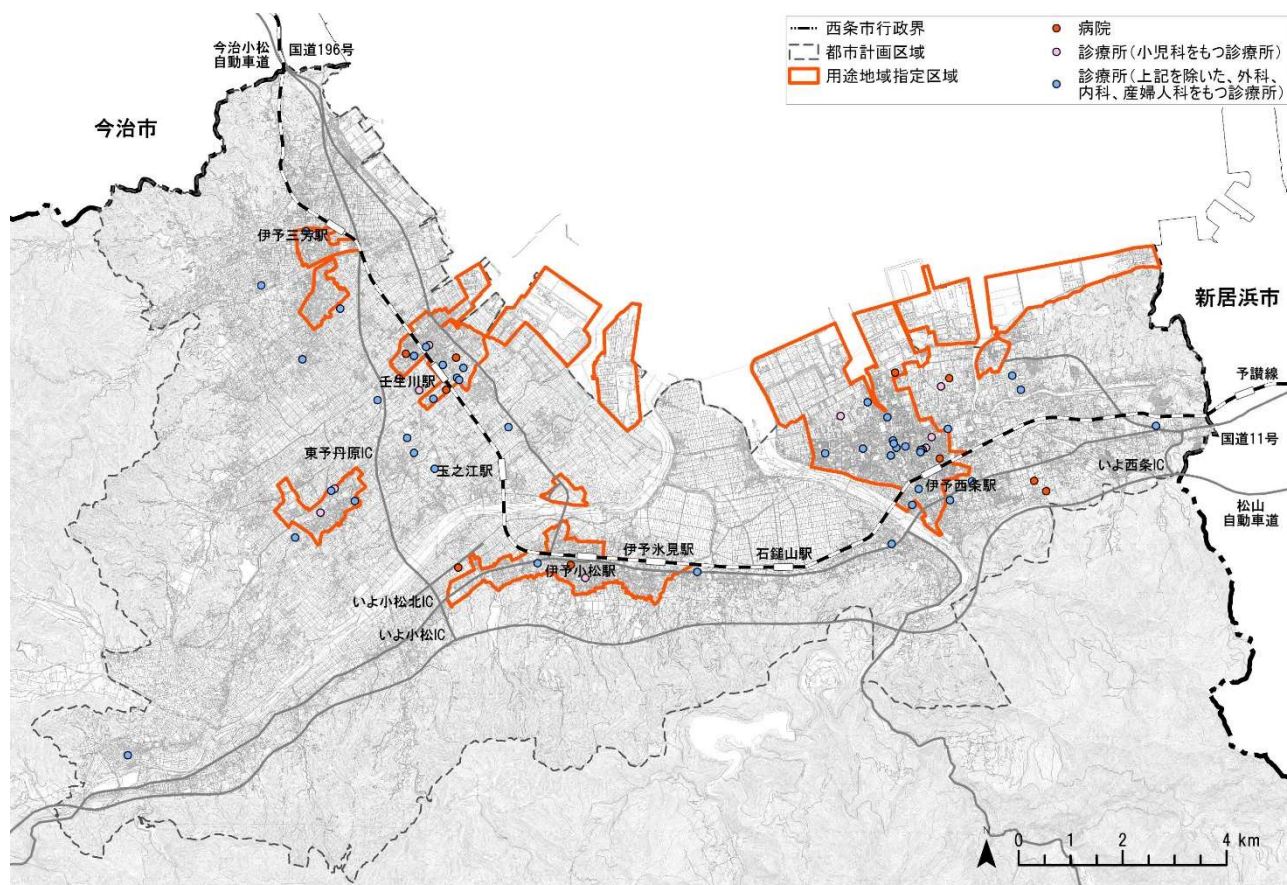 今治小松
自動車道
国道196号
西条市行政界
都市計画区域
用途地域指定区域
病院
診療所(小児科をもつ診療所)
診療所(上記を除いた、外科、
内科、産婦人科をもつ診療所)
今治市
伊予三芳駅
新居浜市
壬生川駅
予讃線
国道11号
東予丹原IC
玉之江駅
いよ西条IC
伊予西条駅
松山
自動車道
伊予氷見駅
石鎚山駅
伊予小松駅
いよ小松北IC
いよ小松IC
N
0 1 2 4 km